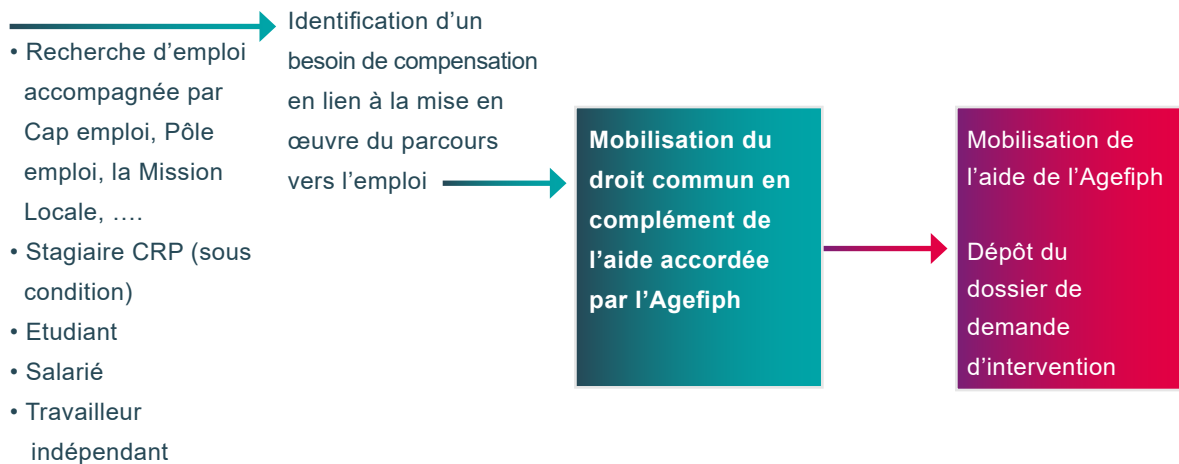 • Recherche d’emploi
accompagnée par
Cap emploi, Pôle
emploi, la Mission
Locale, ….
• Stagiaire CRP (sous
condition)
• Etudiant
• Salarié
• Travailleur
indépendant
Identification d’un
besoin de compensation
en lien à la mise en
œuvre du parcours
vers l’emploi
Mobilisation du
droit commun en
complément de
l’aide accordée
par l’Agefiph
Mobilisation de
l’aide de l’Agefiph
Dépôt du
dossier de
demande
d’intervention